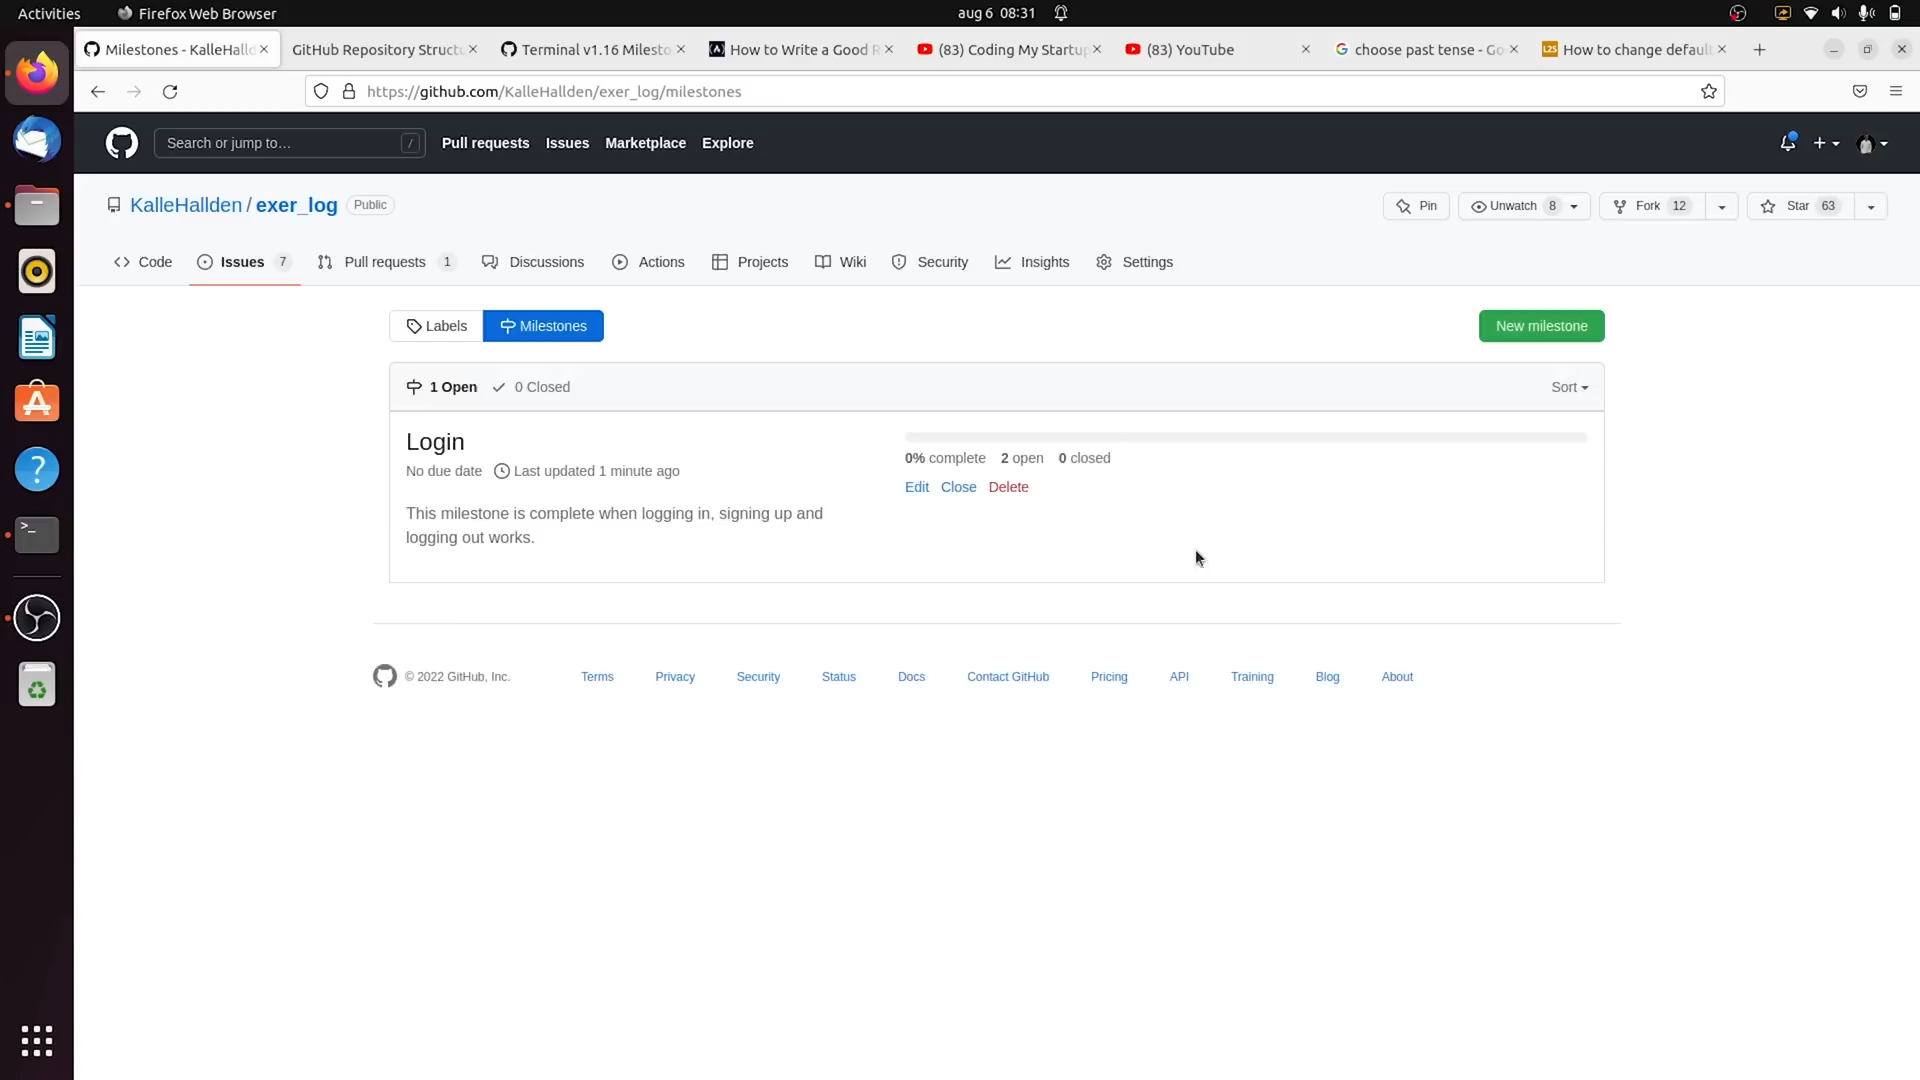 Activities
Firefox Web Browser
aug 6 08:31
Milestones - KalleHalld
GitHub Repository Structu
Terminal v1.16 Milesto
How to Write a Good R
(83) Coding My Startup
(83) YouTube
choose past tense - Go
How to change defaul
https://github.com/KalleHallden/exer_log/milestones
Search or jump to…
/
Pull requests
Issues
Marketplace
Explore
KalleHallden / exer_log
Public
Pin
Unwatch 8
Fork 12
Star 63
Code
Issues 7
Pull requests 1
Discussions
Actions
Projects
Wiki
Security
Insights
Settings
Labels
Milestones
New milestone
1 Open
0 Closed
Sort
Login
No due date
Last updated 1 minute ago
0% complete 2 open 0 closed
Edit Close Delete
This milestone is complete when logging in, signing up and
logging out works.
© 2022 GitHub, Inc.
Terms
Privacy
Security
Status
Docs
Contact GitHub
Pricing
API
Training
Blog
About